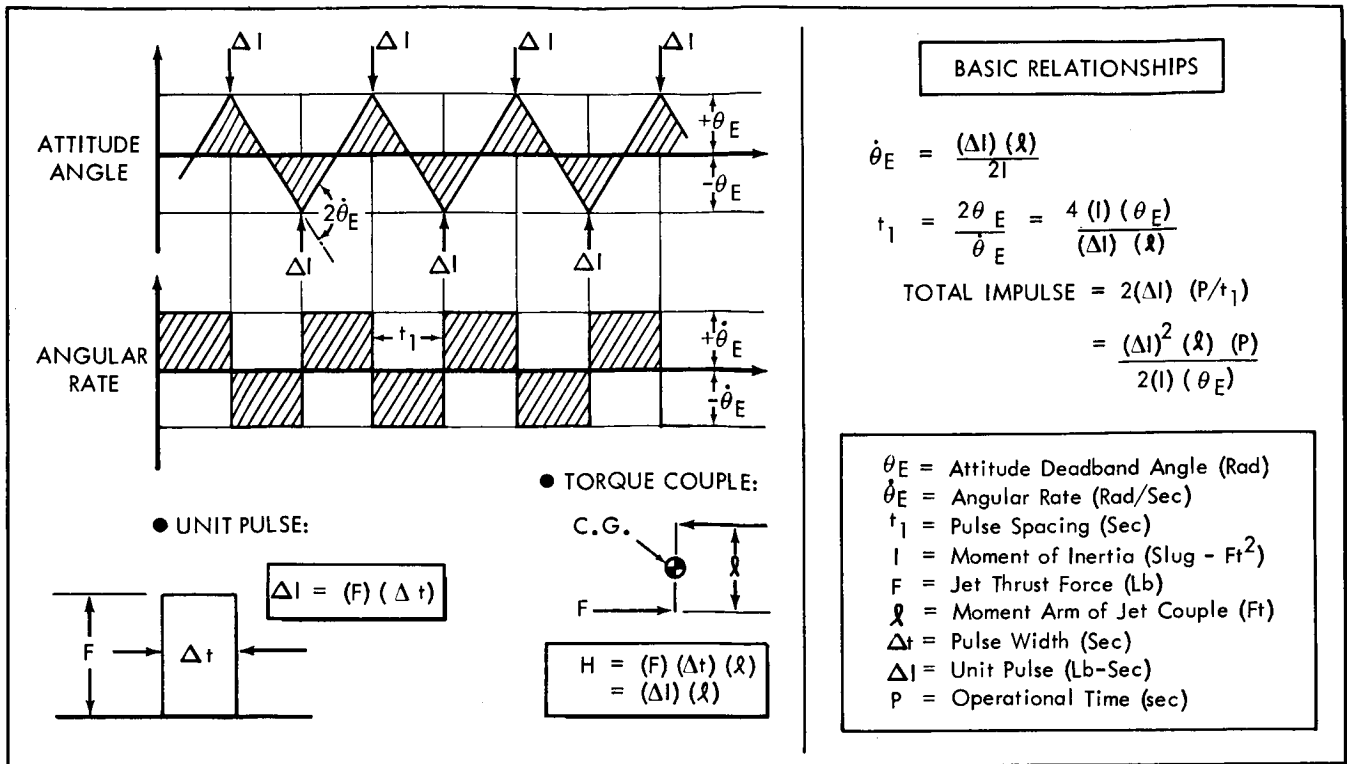 ΔI ΔI ΔI ΔI
ATTITUDE
ANGLE
+θE
-θE
2θ̇E
ΔI ΔI ΔI
ANGULAR
RATE
t1
+θ̇E
-θ̇E
● UNIT PULSE:
ΔI = (F) (Δt)
F
Δt
● TORQUE COUPLE:
C.G.
ℓ
F
H = (F) (Δt) (ℓ)
= (ΔI) (ℓ)
BASIC RELATIONSHIPS
θ̇E = (ΔI) (ℓ) / 2I
t1 = 2θE / θ̇E = 4 (I) (θE) / (ΔI) (ℓ)
TOTAL IMPULSE = 2(ΔI) (P/t1)
= (ΔI)² (ℓ) (P) / 2(I) (θE)
θE = Attitude Deadband Angle (Rad)
θ̇E = Angular Rate (Rad/Sec)
t1 = Pulse Spacing (Sec)
I = Moment of Inertia (Slug - Ft²)
F = Jet Thrust Force (Lb)
ℓ = Moment Arm of Jet Couple (Ft)
Δt = Pulse Width (Sec)
ΔI = Unit Pulse (Lb-Sec)
P = Operational Time (sec)